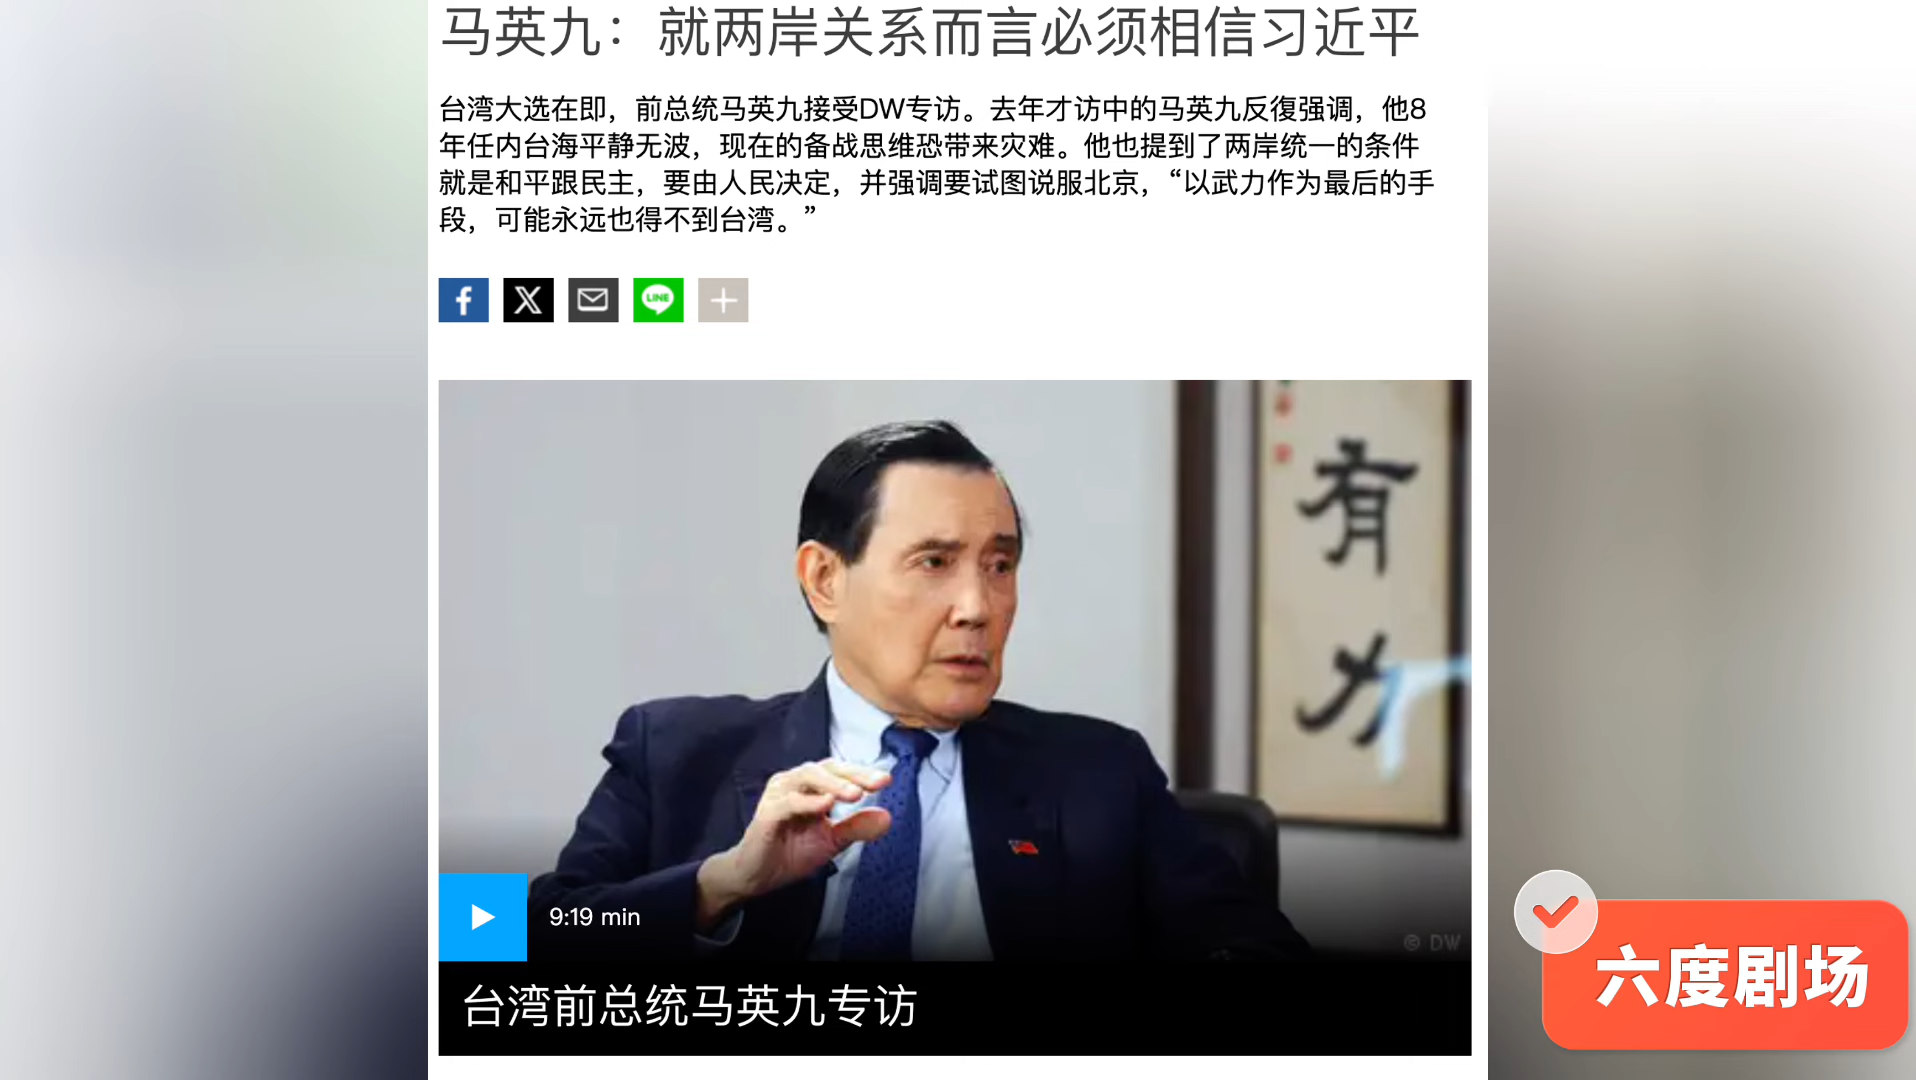 马英九：就两岸关系而言必须相信习近平
台湾大选在即，前总统马英九接受DW专访。去年才访中的马英九反復强调，他8
年任内台海平静无波，现在的备战思维恐带来灾难。他也提到了两岸统一的条件
就是和平跟民主，要由人民决定，并强调要试图说服北京，“以武力作为最后的手
段，可能永远也得不到台湾。”
LINE
有
力
9:19 min
© DW
台湾前总统马英九专访
六度剧场